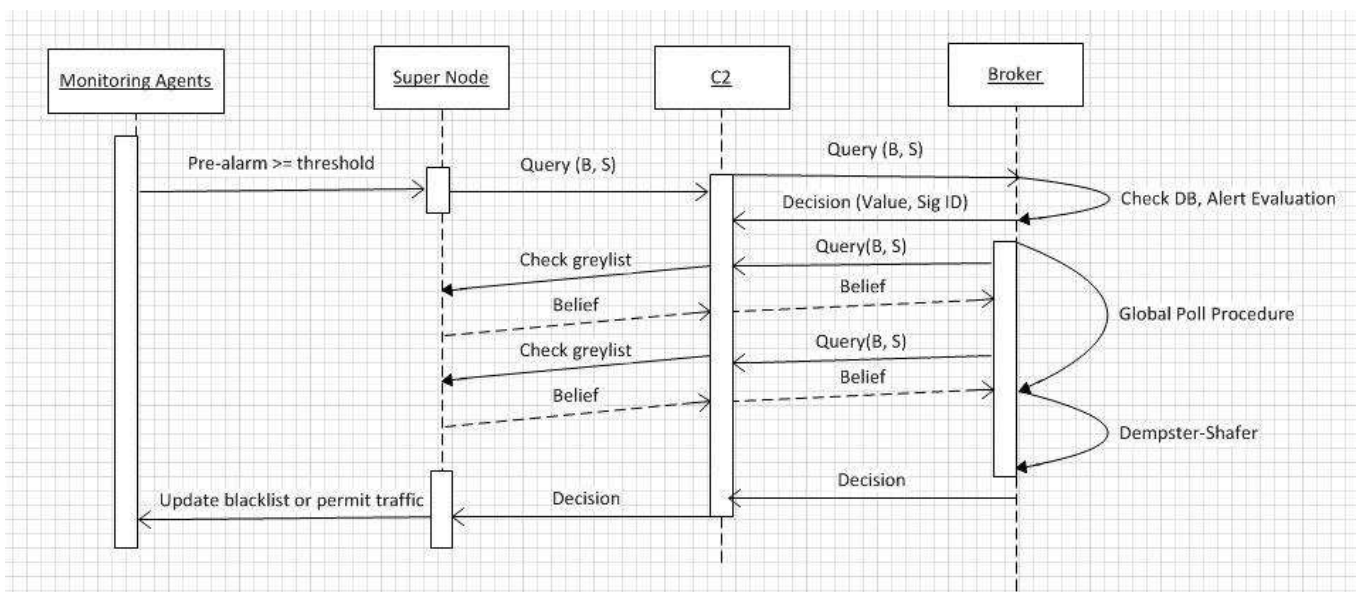 Monitoring Agents
Super Node
C2
Broker
Pre-alarm >= threshold
Query (B, S)
Query (B, S)
Check DB, Alert Evaluation
Decision (Value, Sig ID)
Query(B, S)
Check greylist
Belief
Belief
Global Poll Procedure
Query(B, S)
Check greylist
Belief
Belief
Dempster-Shafer
Decision
Decision
Update blacklist or permit traffic